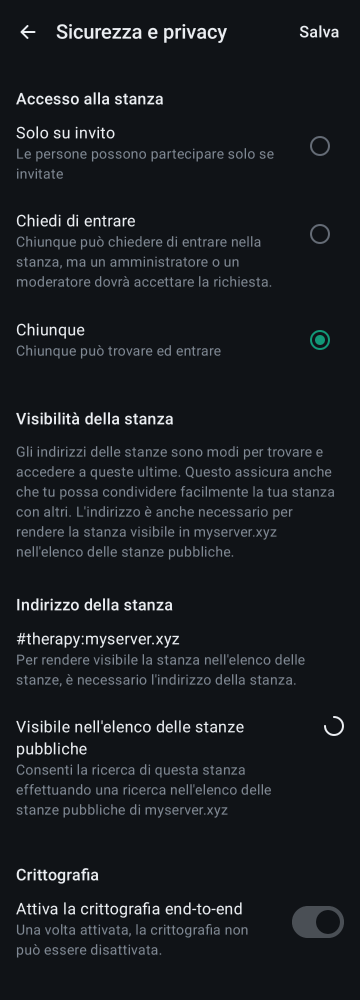 Sicurezza e privacy
Salva
Accesso alla stanza
Solo su invito
Le persone possono partecipare solo se
invitate
Chiedi di entrare
Chiunque può chiedere di entrare nella
stanza, ma un amministratore o un
moderatore dovrà accettare la richiesta.
Chiunque
Chiunque può trovare ed entrare
Visibilità della stanza
Gli indirizzi delle stanze sono modi per trovare e
accedere a queste ultime. Questo assicura anche
che tu possa condividere facilmente la tua stanza
con altri. L'indirizzo è anche necessario per
rendere la stanza visibile in myserver.xyz
nell'elenco delle stanze pubbliche.
Indirizzo della stanza
#therapy:myserver.xyz
Per rendere visibile la stanza nell'elenco delle
stanze, è necessario l'indirizzo della stanza.
Visibile nell'elenco delle stanze
pubbliche
Consenti la ricerca di questa stanza
effettuando una ricerca nell'elenco delle
stanze pubbliche di myserver.xyz
Crittografia
Attiva la crittografia end-to-end
Una volta attivata, la crittografia non
può essere disattivata.